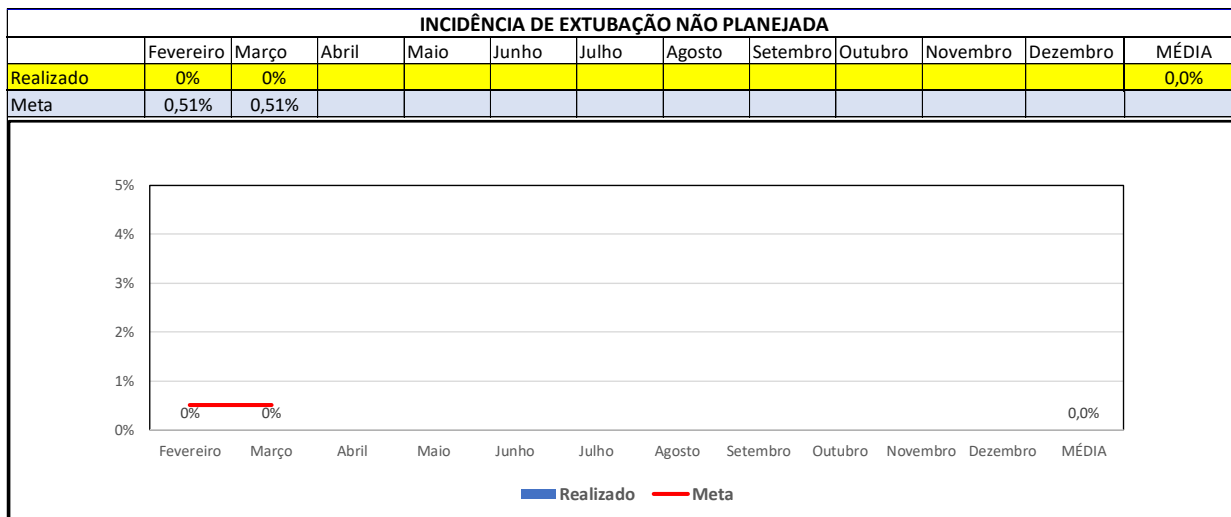 INCIDÊNCIA DE EXTUBAÇÃO NÃO PLANEJADA
Fevereiro Março Abril Maio Junho Julho Agosto Setembro Outubro Novembro Dezembro MÉDIA
Realizado 0% 0% 0,0%
Meta 0,51% 0,51%
5%
4%
3%
2%
1%
0% 0% 0,0%
0%
Fevereiro Março Abril Maio Junho Julho Agosto Setembro Outubro Novembro Dezembro MÉDIA
Realizado Meta